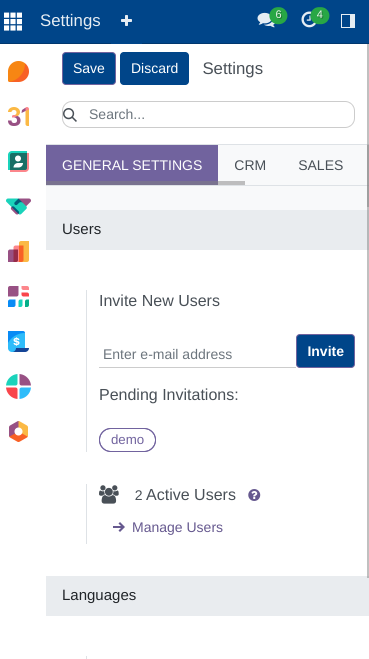 Settings
6
4
Save
Discard
Settings
Search...
31
GENERAL SETTINGS
CRM
SALES
Users
$
Invite New Users
Enter e-mail address
Invite
Pending Invitations:
demo
2 Active Users
?
Manage Users
Languages